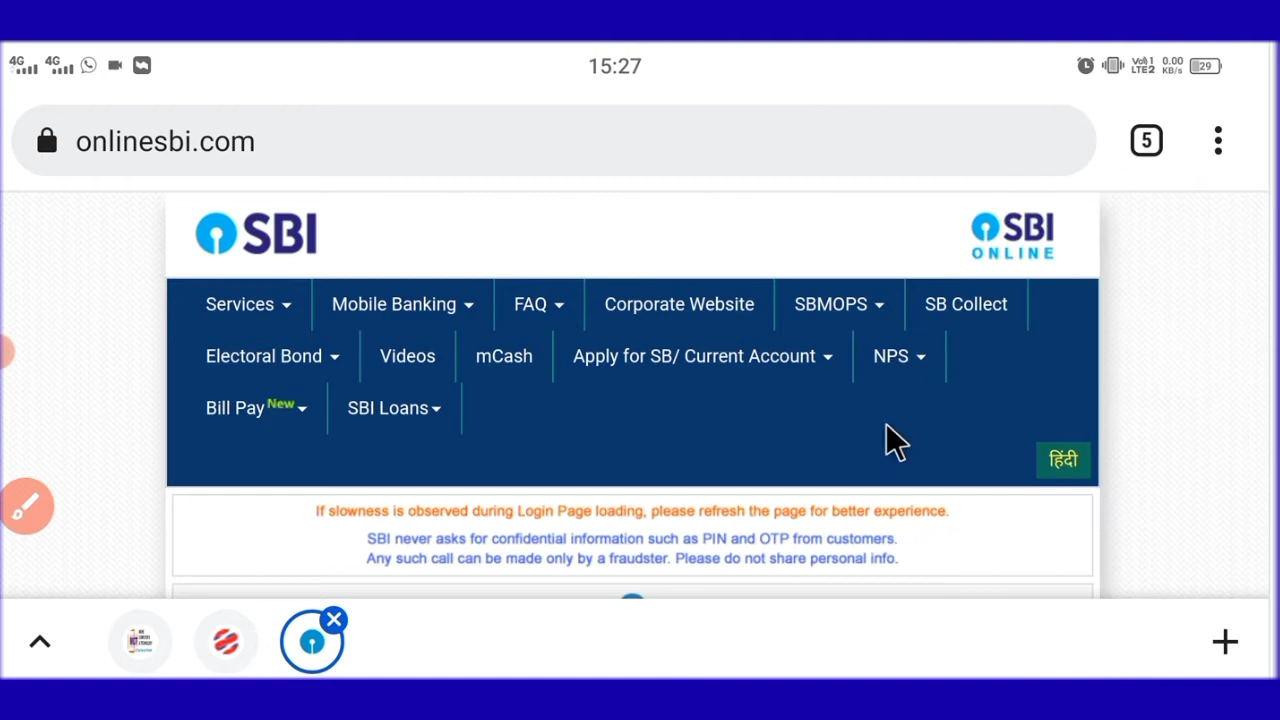 4G 4G 15:27 Vo) 1 LTE2 0.00 KB/s 29
onlinesbi.com 5
SBI SBI
ONLINE
Services Mobile Banking FAQ Corporate Website SBMOPS SB Collect
Electoral Bond Videos mCash Apply for SB/ Current Account NPS
Bill Pay New SBI Loans
हिंदी
If slowness is observed during Login Page loading, please refresh the page for better experience.
SBI never asks for confidential information such as PIN and OTP from customers.
Any such call can be made only by a fraudster. Please do not share personal info.